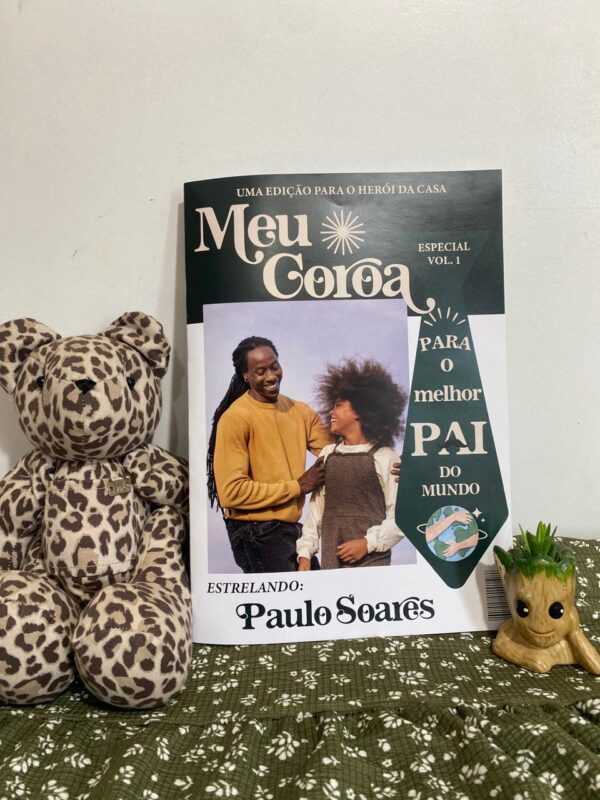 UMA EDIÇÃO PARA O HERÓI DA CASA
Meu
Coroa
ESPECIAL
VOL. 1
PARA
O
melhor
PAI
DO
MUNDO
ESTRELANDO:
Paulo Soares